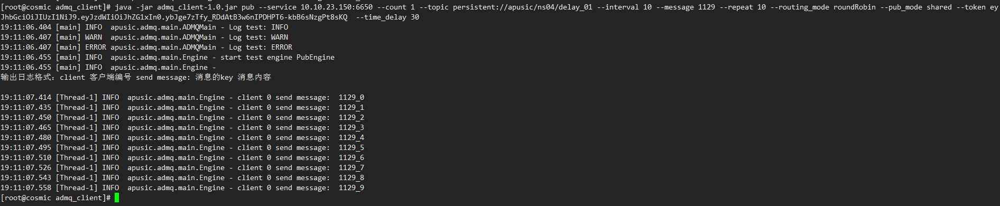 [root@cosmic admq_client]# java -jar admq_client-1.0.jar pub --service 10.10.23.150:6650 --count 1 --topic persistent://apusic/ns04/delay_01 --interval 10 --message 1129 --repeat 10 --routing_mode roundRobin --pub_mode shared --token ey
JhbGciOiJIUzI1NiJ9.eyJzdWIiOiJhZG1xIn0.ybJge7zTfy_RDdAtB3w6nIPDHPT6-kbB6sNzgPt8sKQ  --time_delay 30
19:11:06.404 [main] INFO  apusic.admq.main.ADMQMain - Log test: INFO
19:11:06.407 [main] WARN  apusic.admq.main.ADMQMain - Log test: WARN
19:11:06.407 [main] ERROR apusic.admq.main.ADMQMain - Log test: ERROR
19:11:06.455 [main] INFO  apusic.admq.main.Engine - start test engine PubEngine
19:11:06.455 [main] INFO  apusic.admq.main.Engine -
输出日志格式：client 客户端编号 send message: 消息的key 消息内容
19:11:07.414 [Thread-1] INFO  apusic.admq.main.Engine - client 0 send message:  1129_0
19:11:07.435 [Thread-1] INFO  apusic.admq.main.Engine - client 0 send message:  1129_1
19:11:07.450 [Thread-1] INFO  apusic.admq.main.Engine - client 0 send message:  1129_2
19:11:07.465 [Thread-1] INFO  apusic.admq.main.Engine - client 0 send message:  1129_3
19:11:07.480 [Thread-1] INFO  apusic.admq.main.Engine - client 0 send message:  1129_4
19:11:07.495 [Thread-1] INFO  apusic.admq.main.Engine - client 0 send message:  1129_5
19:11:07.510 [Thread-1] INFO  apusic.admq.main.Engine - client 0 send message:  1129_6
19:11:07.526 [Thread-1] INFO  apusic.admq.main.Engine - client 0 send message:  1129_7
19:11:07.543 [Thread-1] INFO  apusic.admq.main.Engine - client 0 send message:  1129_8
19:11:07.558 [Thread-1] INFO  apusic.admq.main.Engine - client 0 send message:  1129_9
[root@cosmic admq_client]#